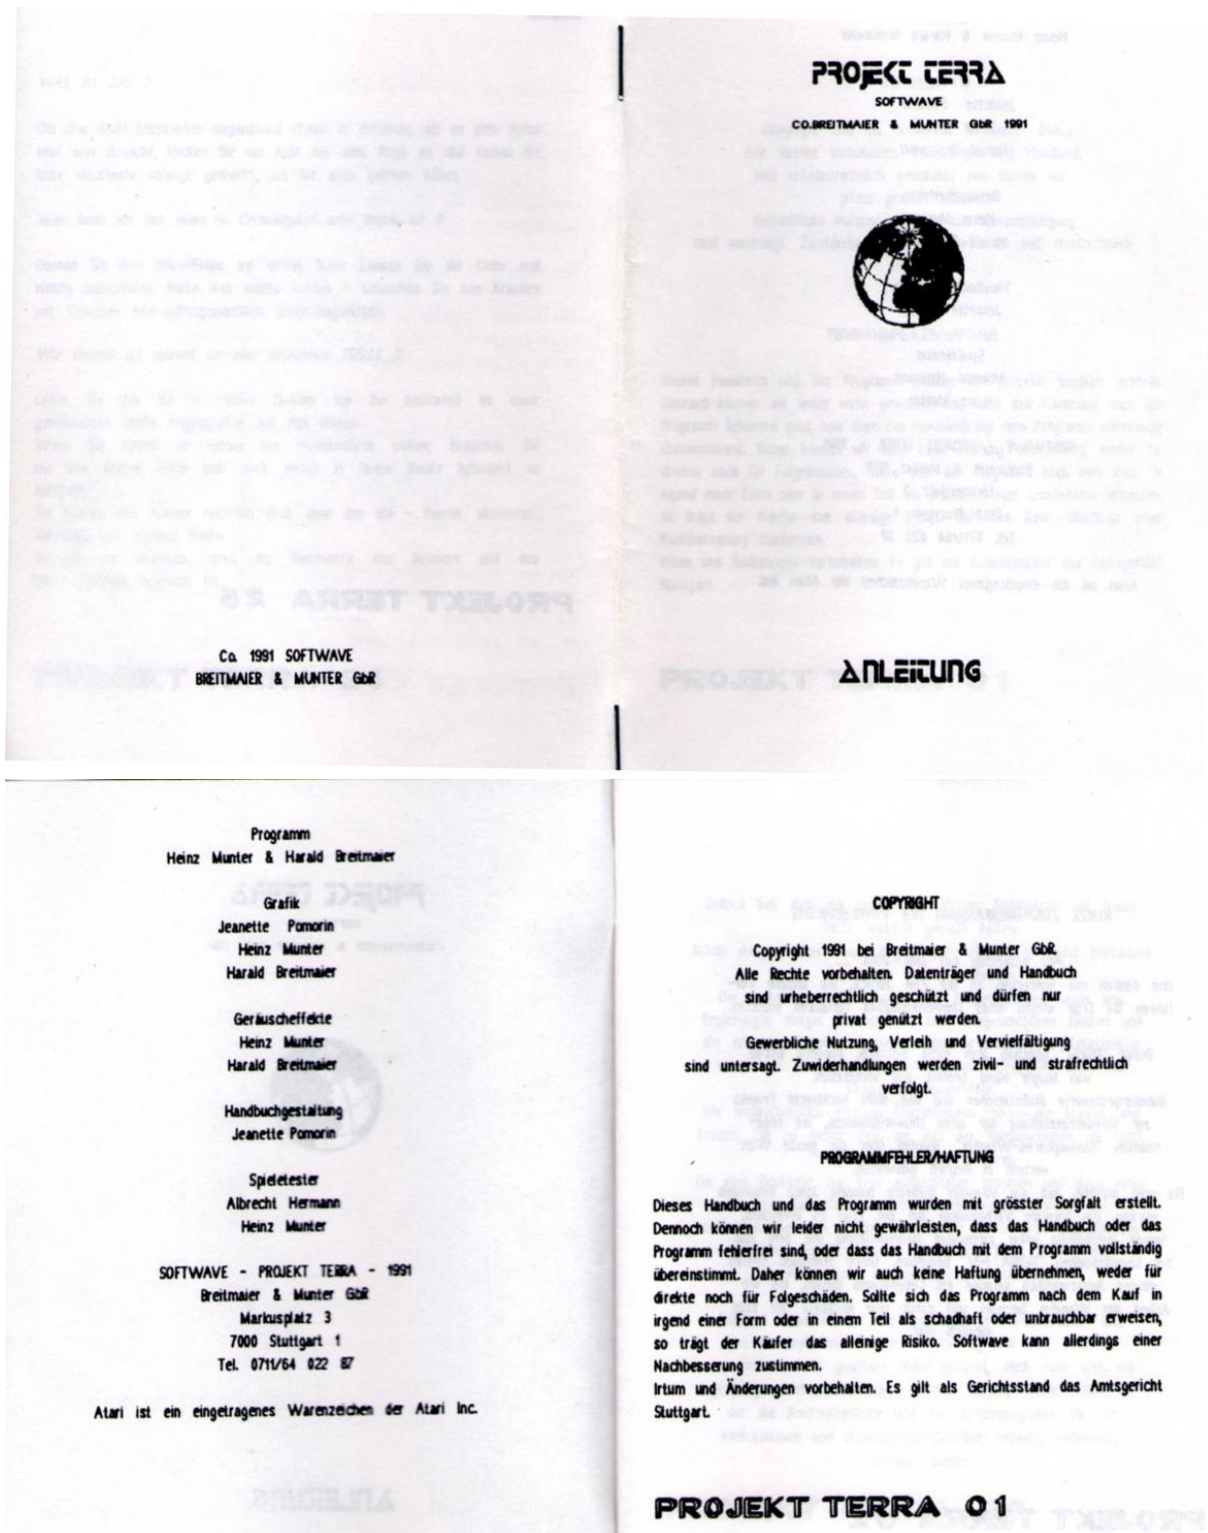 PROJEKT TERRA
SOFTWAVE
CO.BREITMAIER & MUNTER GbR 1991
Co. 1991 SOFTWAVE
BREITMAIER & MUNTER GbR
ANLEITUNG
Programm
Heinz Munter & Harald Breitmaier
Grafik
Jeanette Pomorin
Heinz Munter
Harald Breitmaier
Geräuscheffekte
Heinz Munter
Harald Breitmaier
Handbuchgestaltung
Jeanette Pomorin
Spieletester
Albrecht Hermann
Heinz Munter
SOFTWAVE - PROJEKT TERRA - 1991
Breitmaier & Munter GbR
Markusplatz 3
7000 Stuttgart 1
Tel. 0711/64 022 87
Atari ist ein eingetragenes Warenzeichen der Atari Inc.
COPYRIGHT
Copyright 1991 bei Breitmaier & Munter GbR.
Alle Rechte vorbehalten. Datenträger und Handbuch
sind urheberrechtlich geschützt und dürfen nur
privat genützt werden.
Gewerbliche Nutzung, Verleih und Vervielfältigung
sind untersagt. Zuwiderhandlungen werden zivil- und strafrechtlich
verfolgt.
PROGRAMMFEHLER/HAFTUNG
Dieses Handbuch und das Programm wurden mit grösster Sorgfalt erstellt.
Dennoch können wir leider nicht gewährleisten, dass das Handbuch oder das
Programm fehlerfrei sind, oder dass das Handbuch mit dem Programm vollständig
übereinstimmt. Daher können wir auch keine Haftung übernehmen, weder für
direkte noch für Folgeschäden. Sollte sich das Programm nach dem Kauf in
irgend einer Form oder in einem Teil als schadhaft oder unbrauchbar erweisen,
so trägt der Käufer das alleinige Risiko. Software kann allerdings einer
Nachbesserung zustimmen.
Irtum und Änderungen vorbehalten. Es gilt als Gerichtsstand das Amtsgericht
Stuttgart.
PROJEKT TERRA 01